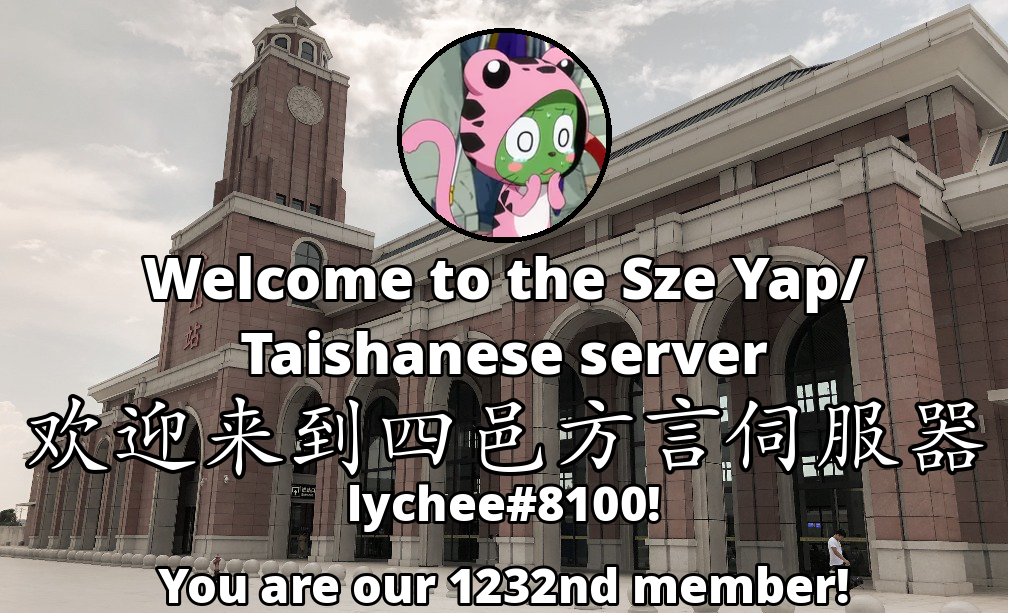 Welcome to the Sze Yap/
Taishanese server
欢迎来到四邑方言伺服器
lychee#8100!
You are our 1232nd member!
站